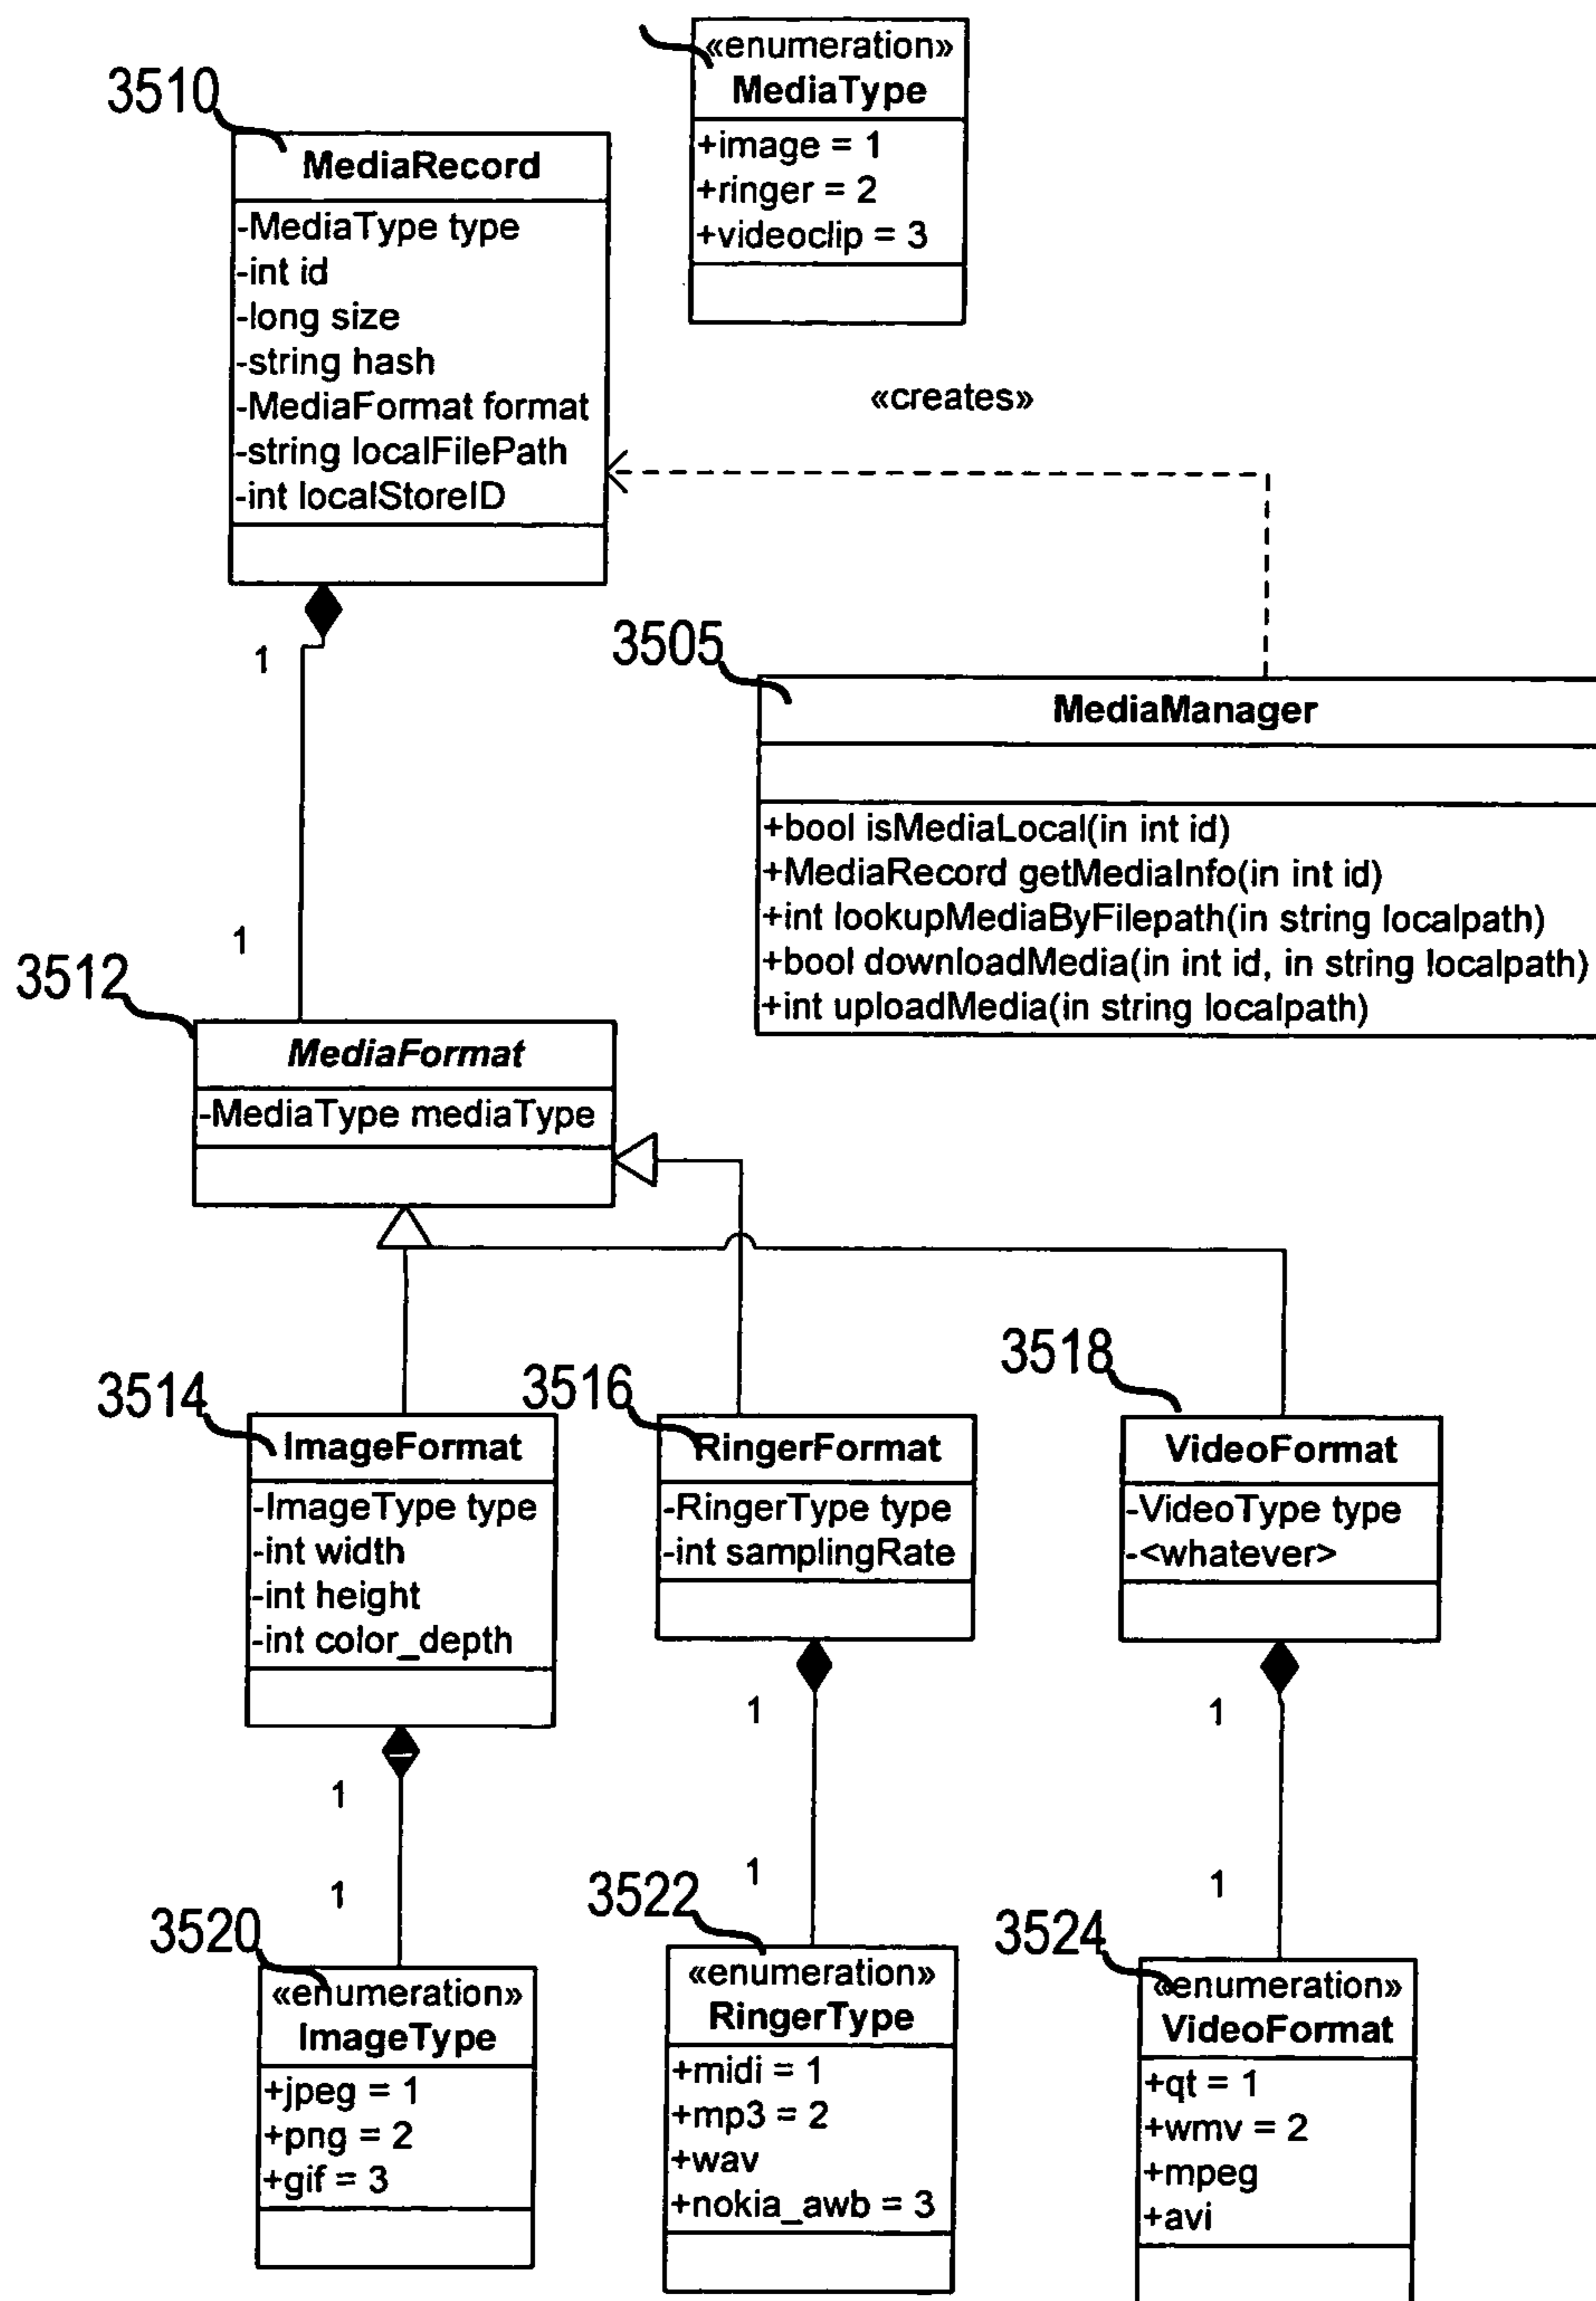 «enumeration»
MediaType
+image = 1
+ringer = 2
+videoclip = 3
3510
MediaRecord
-MediaType type
-int id
-long size
-string hash
-MediaFormat format
-string localFilePath
-int localStoreID
«creates»
1
3505
MediaManager
+bool isMediaLocal(in int id)
+MediaRecord getMediaInfo(in int id)
+int lookupMediaByFilepath(in string localpath)
+bool downloadMedia(in int id, in string localpath)
+int uploadMedia(in string localpath)
1
3512
MediaFormat
-MediaType mediaType
3514
ImageFormat
-ImageType type
-int width
-int height
-int color_depth
3516
RingerFormat
-RingerType type
-int samplingRate
3518
VideoFormat
-VideoType type
-<whatever>
1
1
1
1
1
1
3520
«enumeration»
ImageType
+jpeg = 1
+png = 2
+gif = 3
3522
«enumeration»
RingerType
+midi = 1
+mp3 = 2
+wav
+nokia_awb = 3
3524
«enumeration»
VideoFormat
+qt = 1
+wmv = 2
+mpeg
+avi